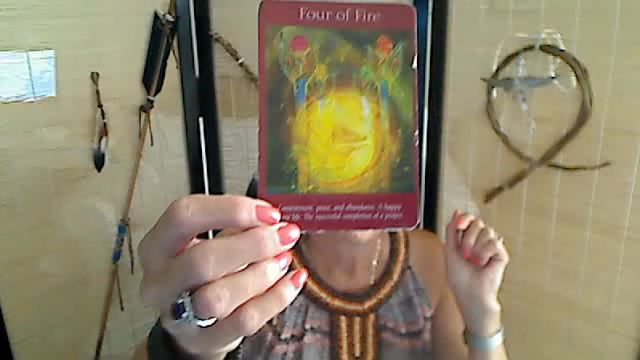 Four of Fire
contentment, peace, and abundance. A happy
home life. The successful completion of a project.